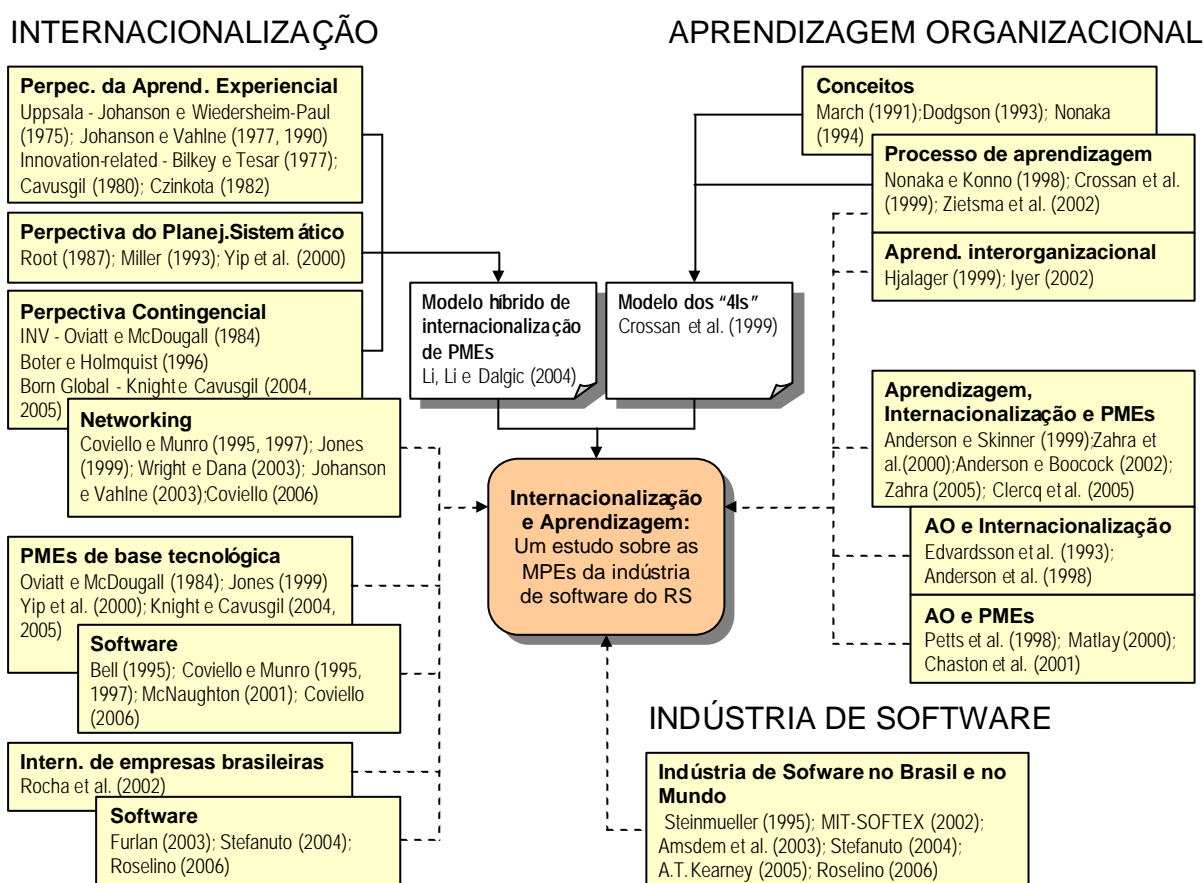 INTERNACIONALIZAÇÃO
Perpec. da Aprend. Experiencial
Uppsala - Johanson e Wiedersheim-Paul
(1975); Johanson e Vahlne (1977, 1990)
Innovation-related - Bilkey e Tesar (1977);
Cavusgil (1980); Czinkota (1982)
Perpectiva do Planej.Sistemático
Root (1987); Miller (1993); Yip et al. (2000)
Perpectiva Contingencial
INV - Oviatt e McDougall (1984)
Boter e Holmquist (1996)
Born Global - Knight e Cavusgil (2004,
2005)
Networking
Coviello e Munro (1995, 1997); Jones
(1999); Wright e Dana (2003); Johanson
e Vahlne (2003);Coviello (2006)
PMEs de base tecnológica
Oviatt e McDougall (1984); Jones (1999)
Yip et al. (2000); Knight e Cavusgil (2004,
2005)
Software
Bell (1995); Coviello e Munro (1995,
1997); McNaughton (2001); Coviello
(2006)
Intern. de empresas brasileiras
Rocha et al. (2002)
Software
Furlan (2003); Stefanuto (2004);
Roselino (2006)
Modelo híbrido de
internacionalização
de PMEs
Li, Li e Dalgic (2004)
Modelo dos “4Is”
Crossan et al. (1999)
Internacionalização
e Aprendizagem:
Um estudo sobre as
MPEs da indústria
de software do RS
APRENDIZAGEM ORGANIZACIONAL
Conceitos
March (1991);Dodgson (1993); Nonaka
(1994)
Processo de aprendizagem
Nonaka e Konno (1998); Crossan et al.
(1999); Zietsma et al. (2002)
Aprend. interorganizacional
Hjalager (1999); Iyer (2002)
Aprendizagem,
Internacionalização e PMEs
Anderson e Skinner (1999);Zahra et
al.(2000);Anderson e Boocock (2002);
Zahra (2005); Clercq et al. (2005)
AO e Internacionalização
Edvardsson et al. (1993);
Anderson et al. (1998)
AO e PMEs
Petts et al. (1998); Matlay (2000);
Chaston et al. (2001)
INDÚSTRIA DE SOFTWARE
Indústria de Sofware no Brasil e no
Mundo
Steinmueller (1995); MIT-SOFTEX (2002);
Amsdem et al. (2003); Stefanuto (2004);
A.T. Kearney (2005); Roselino (2006)